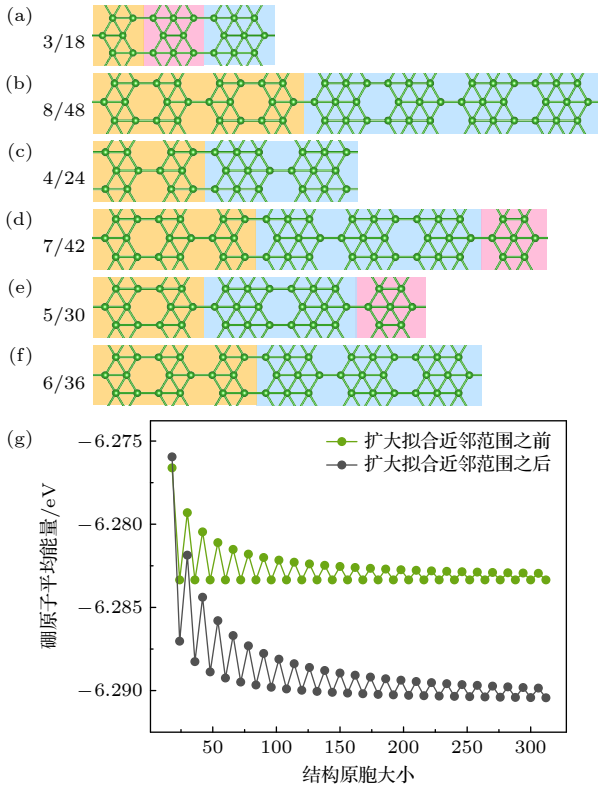 (a)
3/18
(b)
8/48
(c)
4/24
(d)
7/42
(e)
5/30
(f)
6/36
(g)
−6.275
−6.280
−6.285
−6.290
硼原子平均能量/eV
扩大拟合近邻范围之前
扩大拟合近邻范围之后
50 100 150 200 250 300
结构原胞大小